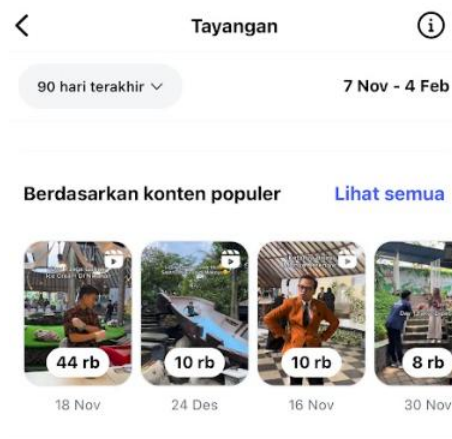 Tayangan
90 hari terakhir
7 Nov - 4 Feb
Berdasarkan konten populer
Lihat semua
44 rb
10 rb
10 rb
8 rb
18 Nov
24 Des
16 Nov
30 Nov